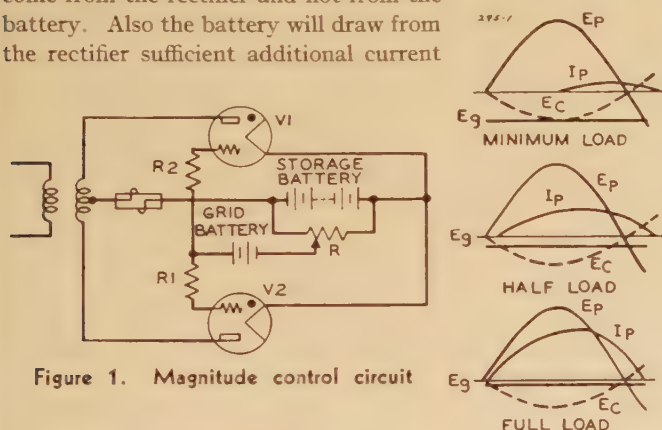 come from the rectifier and not from the
battery. Also the battery will draw from
the rectifier sufficient additional current
V1
R2
STORAGE
BATTERY
GRID
BATTERY
R
R1
V2
Figure 1. Magnitude control circuit
295-1
EP
IP
EC
Eg
MINIMUM LOAD
EP
IP
Eg
EC
HALF LOAD
EP
IP
Eg
EC
FULL LOAD